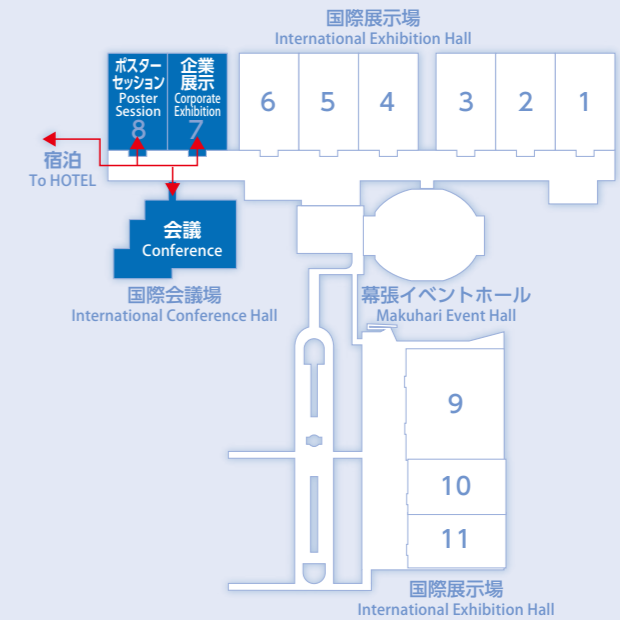 国際展示場
International Exhibition Hall
ポスター
セッション
Poster
Session
8
企業
展示
Corporate
Exhibition
7
6
5
4
3
2
1
宿泊
To HOTEL
会議
Conference
国際会議場
International Conference Hall
幕張イベントホール
Makuhari Event Hall
9
10
11
国際展示場
International Exhibition Hall